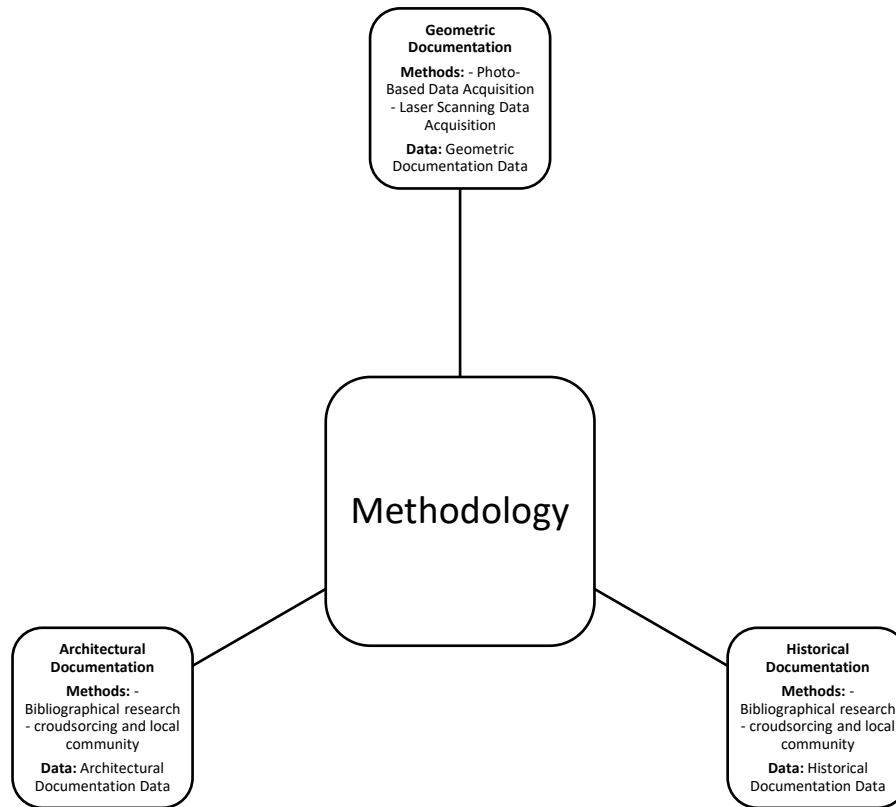 Geometric
Documentation
Methods: - Photo-
Based Data Acquisition
- Laser Scanning Data
Acquisition
Data: Geometric
Documentation Data
Methodology
Architectural
Documentation
Methods: -
Bibliographical research
- croudsorcing and local
community
Data: Architectural
Documentation Data
Historical
Documentation
Methods: -
Bibliographical research
- croudsorcing and local
community
Data: Historical
Documentation Data